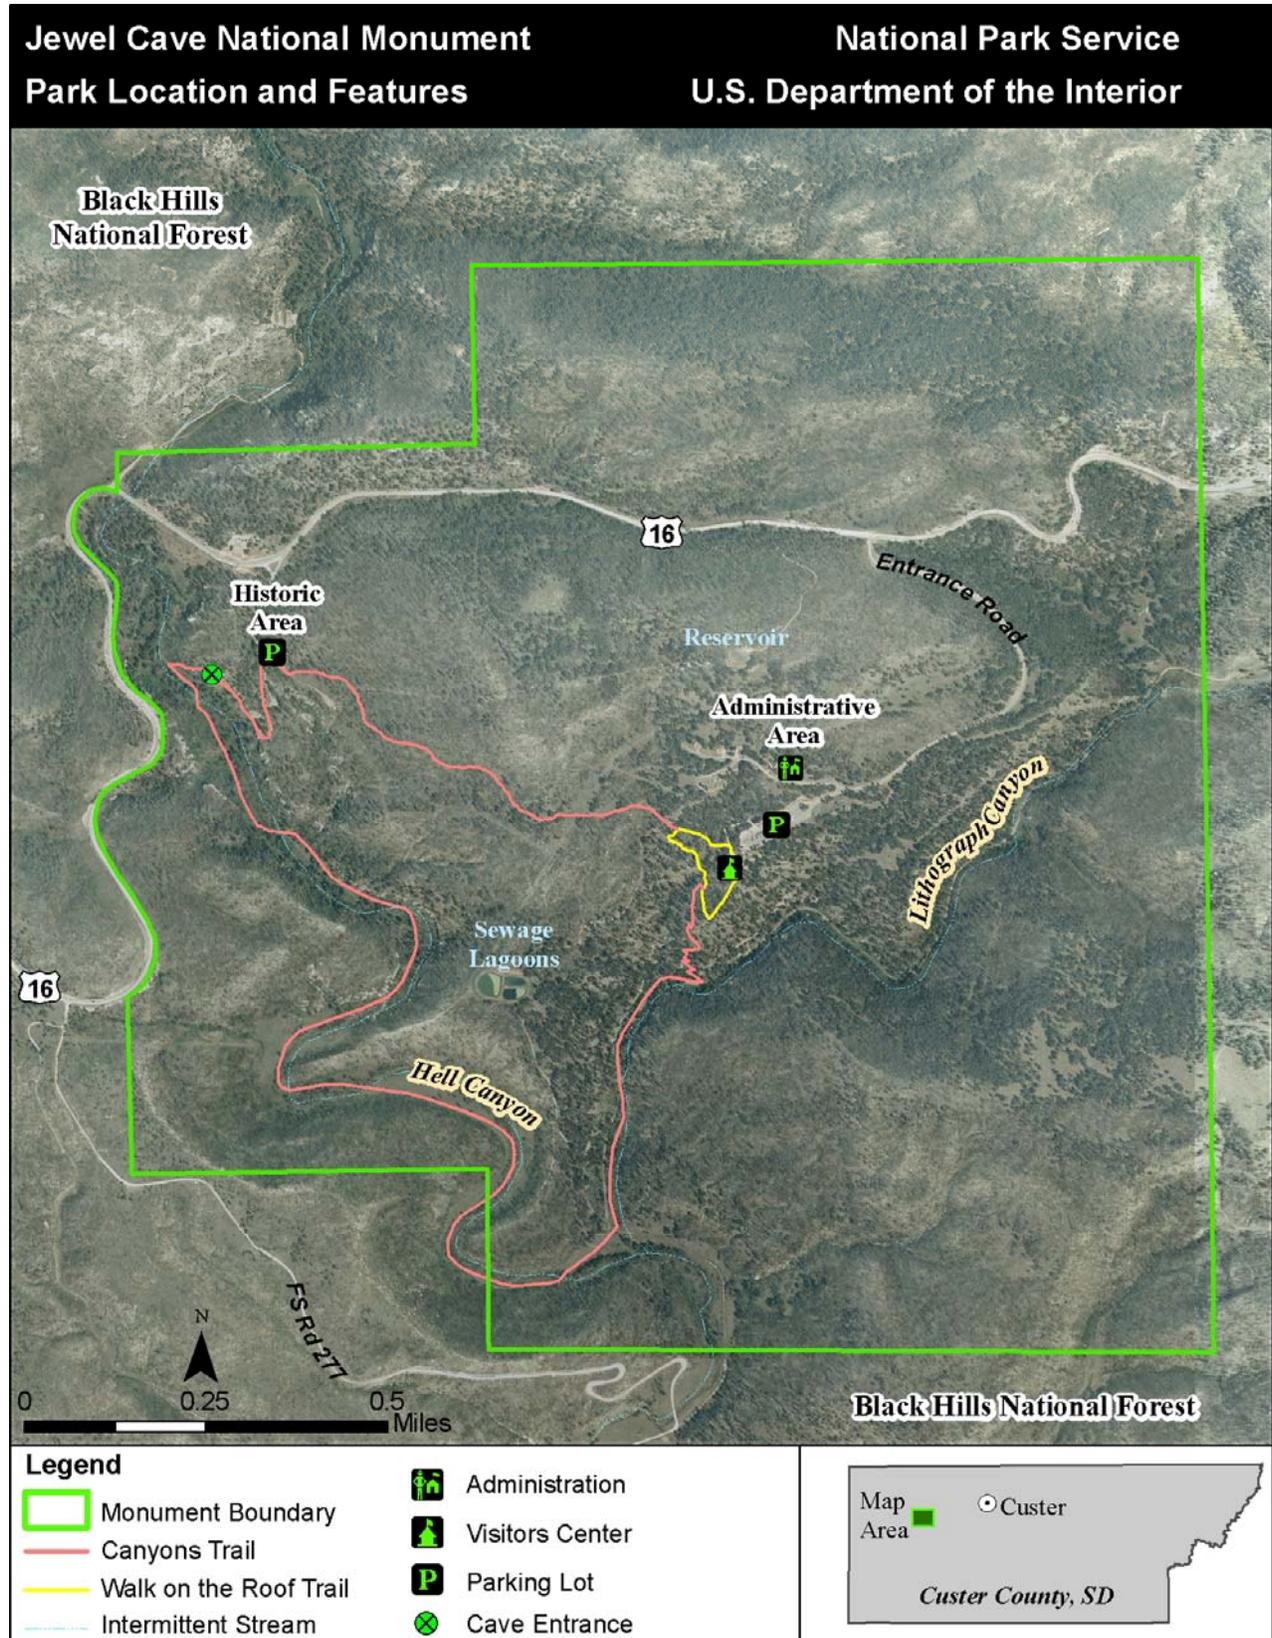 Jewel Cave National Monument
National Park Service
Park Location and Features
U.S. Department of the Interior
Black Hills
National Forest
16
Entrance Road
Historic
Area
P
Reservoir
Administrative
Area
P
Lithograph Canyon
Sewage
Lagoons
16
Hell Canyon
FS Rd 277
N
0 0.25 0.5
Miles
Black Hills National Forest
Legend
Monument Boundary
Canyons Trail
Walk on the Roof Trail
Intermittent Stream
Administration
Visitors Center
P Parking Lot
Cave Entrance
Map
Area
Custer
Custer County, SD